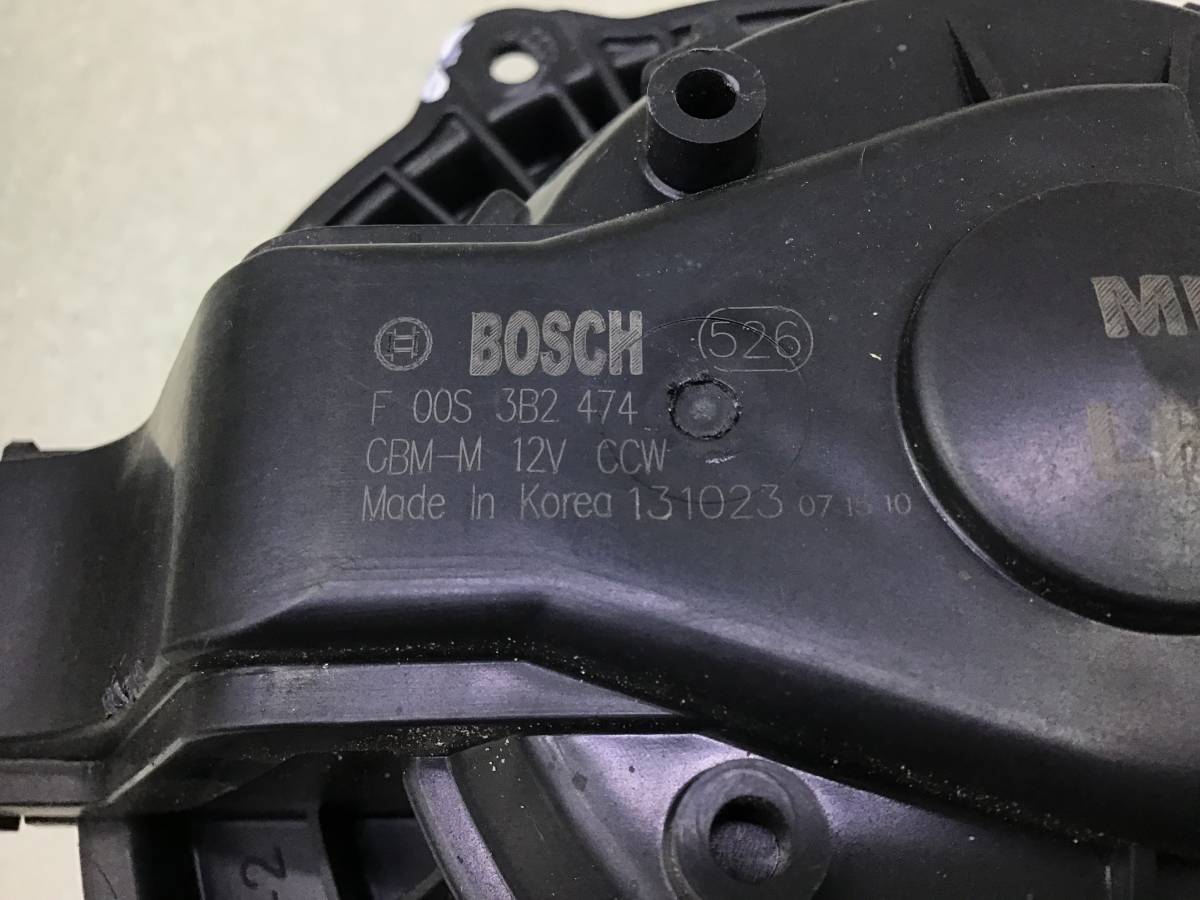 BOSCH 526
F 00S 3B2 474
CBM-M 12V CCW
Made In Korea 131023 07 15 10